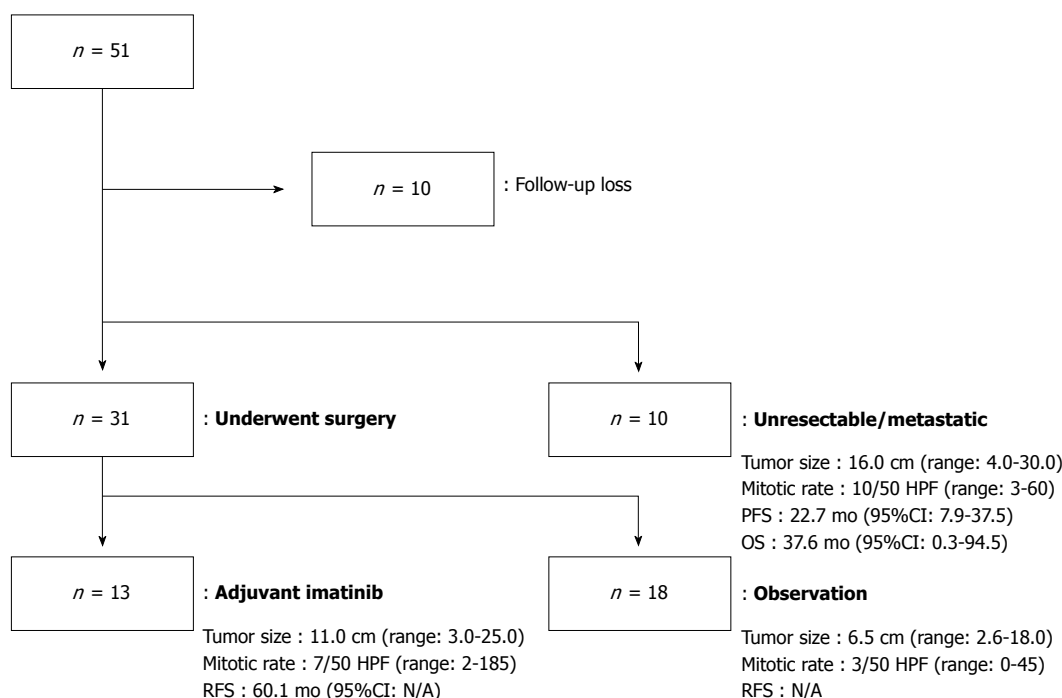 n = 51
n = 10
: Follow-up loss
n = 31
: Underwent surgery
n = 10
: Unresectable/metastatic
Tumor size : 16.0 cm (range: 4.0-30.0)
Mitotic rate : 10/50 HPF (range: 3-60)
PFS : 22.7 mo (95%CI: 7.9-37.5)
OS : 37.6 mo (95%CI: 0.3-94.5)
n = 13
: Adjuvant imatinib
Tumor size : 11.0 cm (range: 3.0-25.0)
Mitotic rate : 7/50 HPF (range: 2-185)
RFS : 60.1 mo (95%CI: N/A)
n = 18
: Observation
Tumor size : 6.5 cm (range: 2.6-18.0)
Mitotic rate : 3/50 HPF (range: 0-45)
RFS : N/A